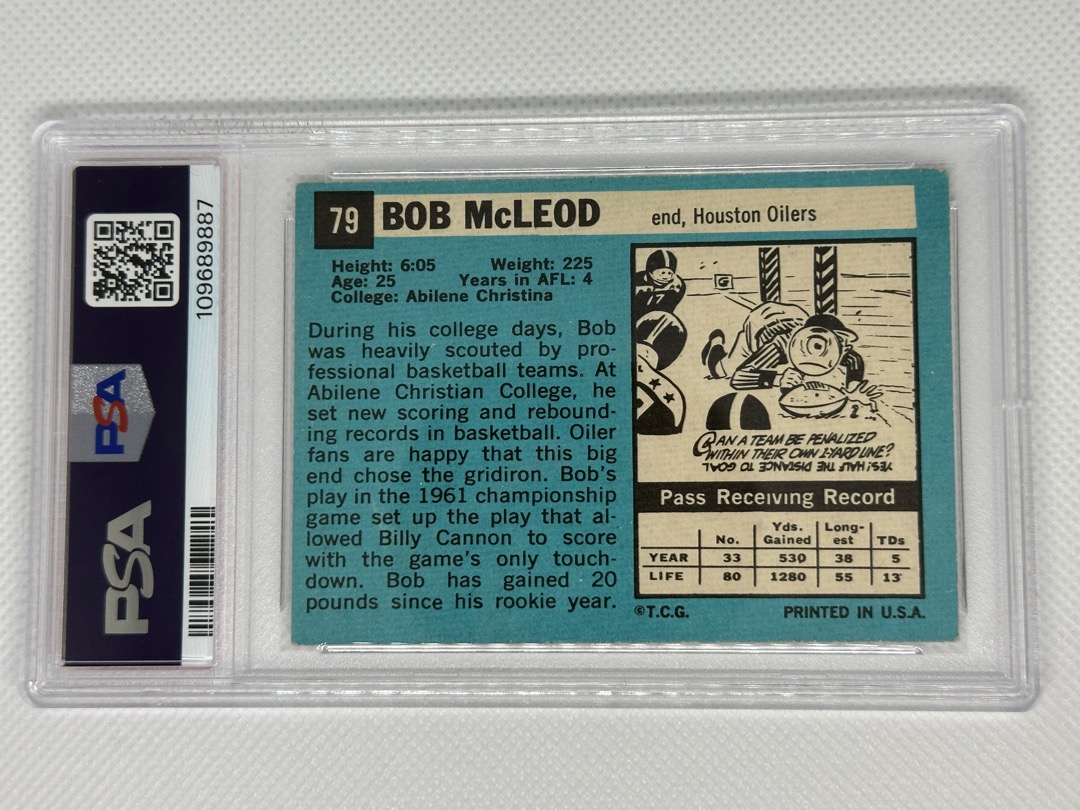 109689887
PSA
PSA
79 BOB McLEOD end, Houston Oilers
Height: 6:05 Weight: 225
Age: 25 Years in AFL: 4
College: Abilene Christina
During his college days, Bob
was heavily scouted by pro-
fessional basketball teams. At
Abilene Christian College, he
set new scoring and rebound-
ing records in basketball. Oiler
fans are happy that this big
end chose the gridiron. Bob's
play in the 1961 championship
game set up the play that al-
lowed Billy Cannon to score
with the game's only touch-
down. Bob has gained 20
pounds since his rookie year.
G
17
CAN A TEAM BE PENALIZED
WITHIN THEIR OWN 1-YARD LINE?
YES! HALF THE DISTANCE TO GOAL
Pass Receiving Record
No. Yds. Gained Long-est TDs
YEAR 33 530 38 5
LIFE 80 1280 55 13
©T.C.G. PRINTED IN U.S.A.